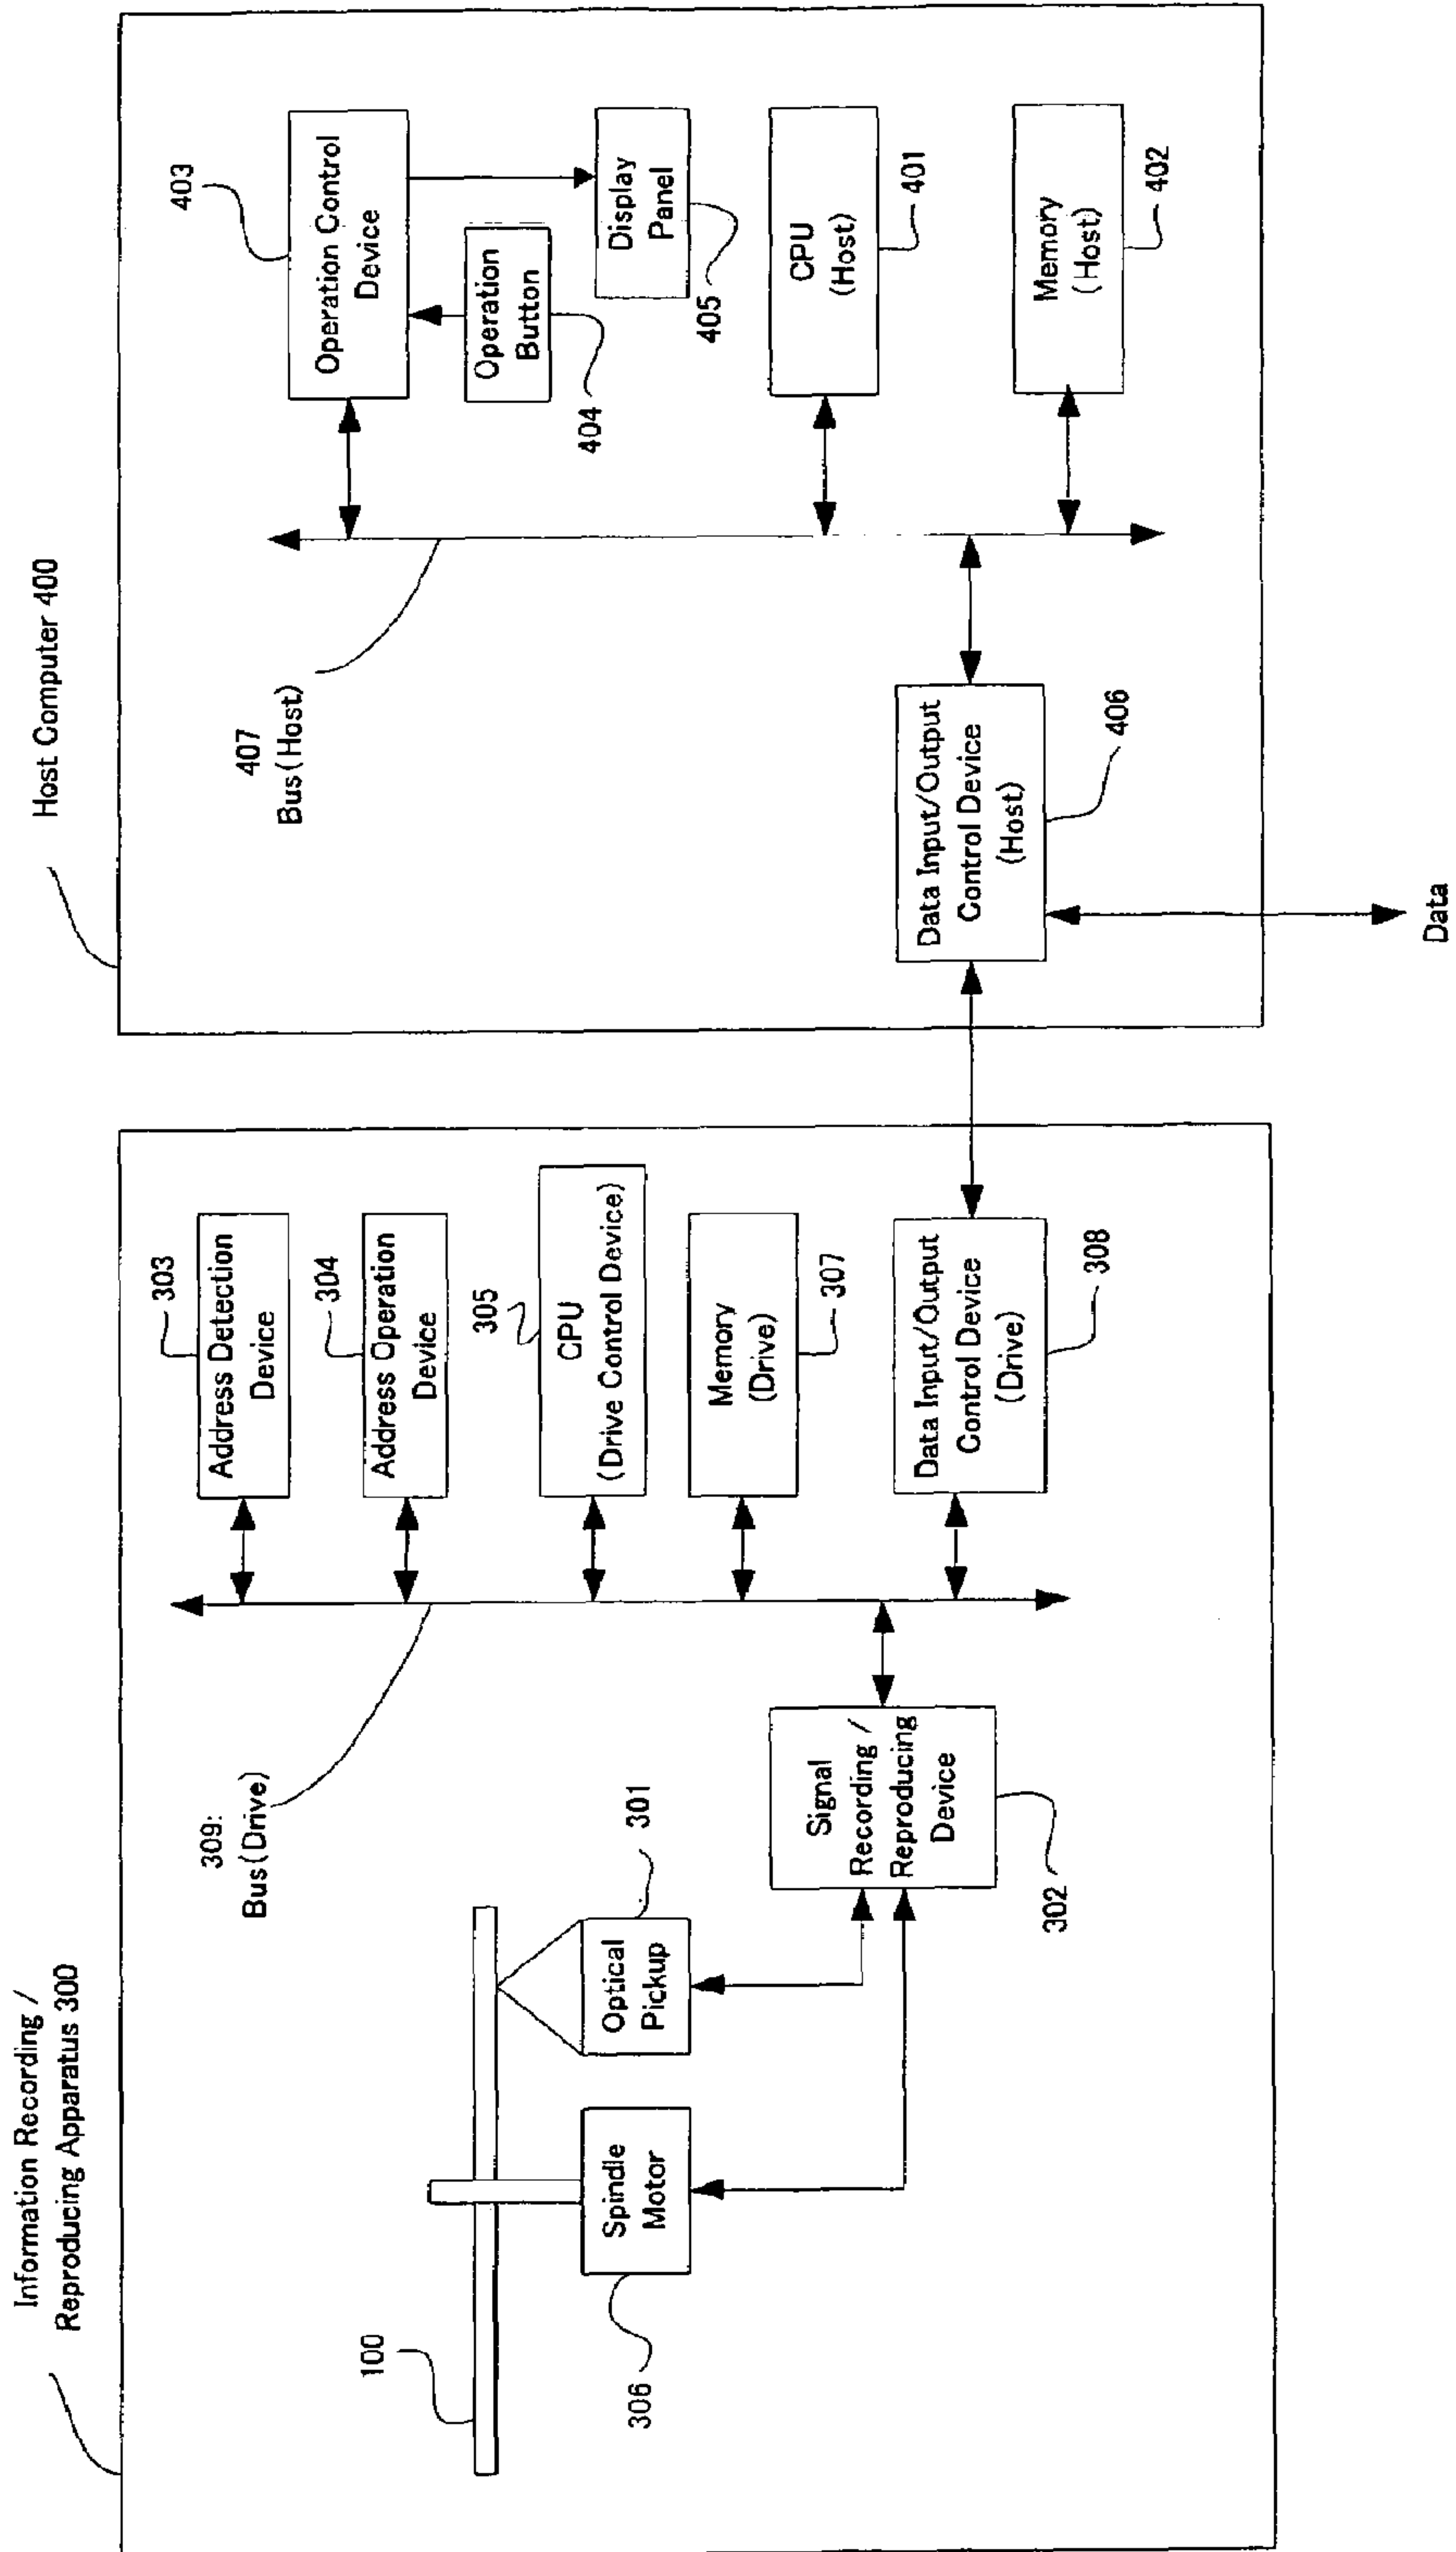 Information Recording /
Reproducing Apparatus 300
100
306
Spindle
Motor
Optical
Pickup
301
309:
Bus(Drive)
Signal
Recording /
Reproducing
Device
302
303
Address Detection
Device
304
Address Operation
Device
305
CPU
(Drive Control Device)
Memory
(Drive)
307
Data Input/Output
Control Device
(Drive)
308
Host Computer 400
407
Bus(Host)
403
Operation Control
Device
Operation
Button
404
Display
Panel
405
CPU
(Host)
401
Memory
(Host)
402
Data Input/Output
Control Device
(Host)
406
Data